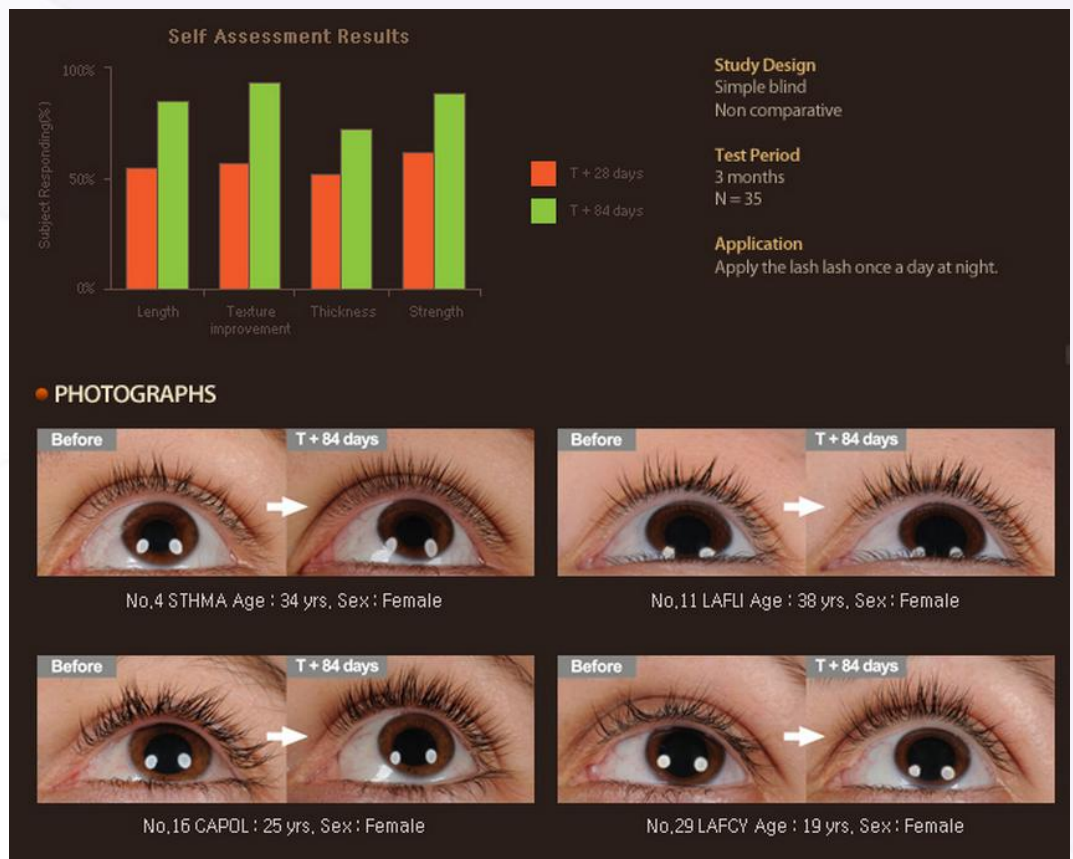 Self Assessment Results
100%
50%
0%
Subject Responding(%)
Length
Texture
improvement
Thickness
Strength
T + 28 days
T + 84 days
Study Design
Simple blind
Non comparative
Test Period
3 months
N = 35
Application
Apply the lash lash once a day at night.
PHOTOGRAPHS
Before
T + 84 days
No.4 STHMA Age : 34 yrs, Sex : Female
Before
T + 84 days
No.11 LAFLI Age : 38 yrs, Sex : Female
Before
T + 84 days
No.16 CAPOL : 25 yrs, Sex : Female
Before
T + 84 days
No.29 LAFCY Age : 19 yrs, Sex : Female